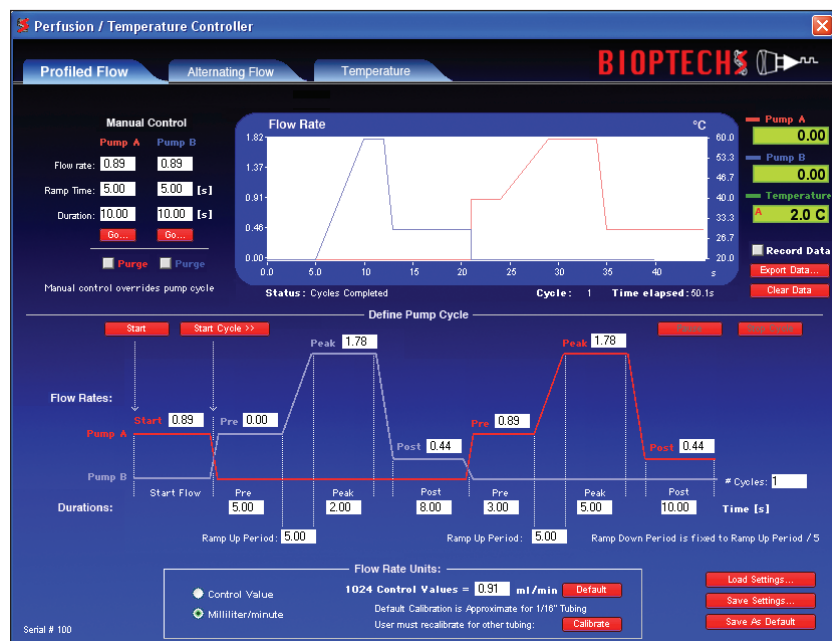 Perfusion / Temperature Controller
Profiled Flow
Alternating Flow
Temperature
BIOPTECHS
Manual Control
Pump A Pump B
Flow rate: 0.89 0.89
Ramp Time: 5.00 5.00 [s]
Duration: 10.00 10.00 [s]
Go... Go...
Purge Purge
Manual control overrides pump cycle
Flow Rate °C
1.82 60.0
53.3
1.37
46.7
0.91 40.0
33.3
0.46
26.7
0.00 20.0
0.0 5.0 10 15 20 25 30 35 40 s
Status: Cycles Completed Cycle: 1 Time elapsed: 50.1s
Pump A
0.00
Pump B
0.00
Temperature
A 2.0 C
Record Data
Export Data...
Clear Data
Define Pump Cycle
Start Start Cycle >>
Peak 1.78 Peak 1.78
Flow Rates:
Start 0.89 Pre 0.00 Pre 0.89
Pump A
Post 0.44 Post 0.44
Pump B
# Cycles: 1
Start Flow Pre Peak Post Pre Peak Post
Durations: 5.00 2.00 8.00 3.00 5.00 10.00 Time [s]
Ramp Up Period: 5.00 Ramp Up Period: 5.00 Ramp Down Period is fixed to Ramp Up Period / 5
Flow Rate Units:
Control Value
Milliliter/minute
1024 Control Values = 0.91 ml/min Default
Default Calibration is Approximate for 1/16" Tubing
User must recalibrate for other tubing: Calibrate
Load Settings...
Save Settings...
Save As Default
Serial # 100